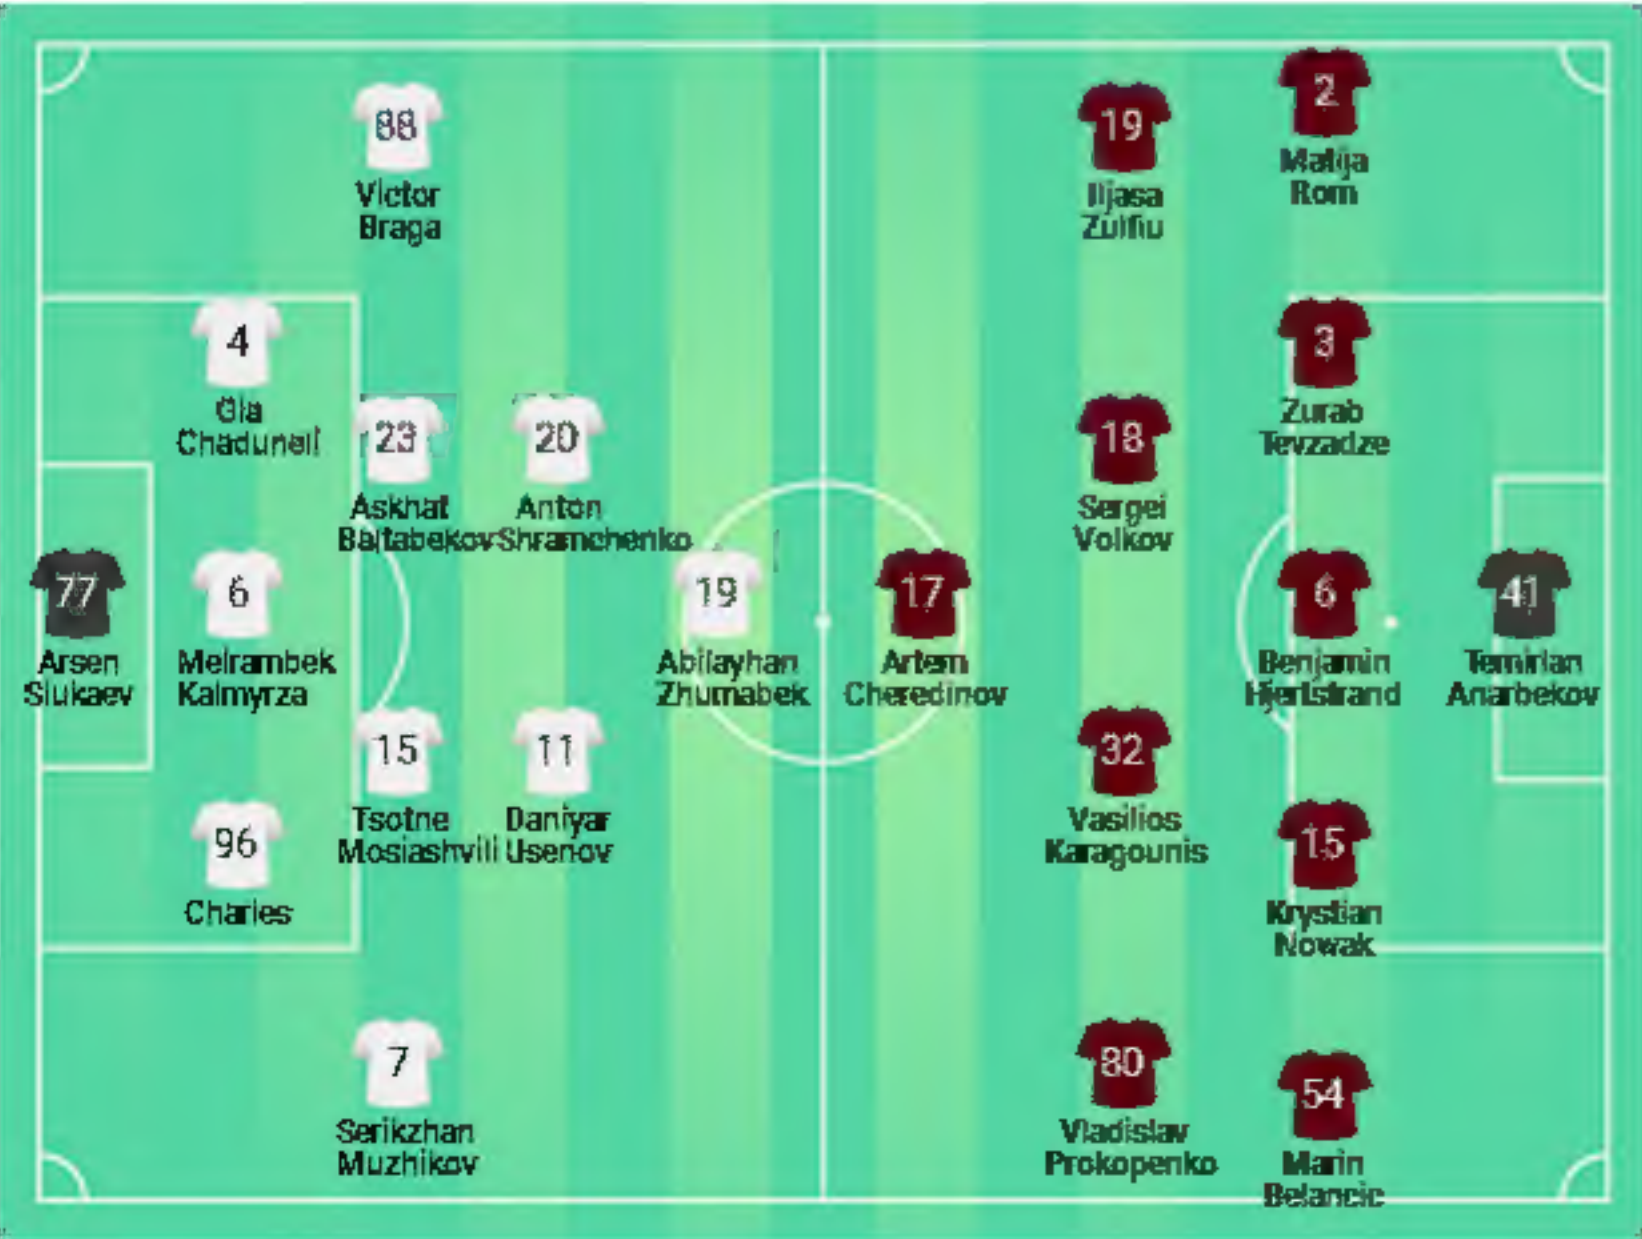 88
Victor
Braga
4
Gia
Chaduneli
23
Askhat
Baltabekov
20
Anton
Shramchenko
77
Arsen
Siukaev
6
Meirambek
Kalmyrza
19
Abilayhan
Zhumabek
15
Tsotne
Mosiashvili
11
Daniyar
Usenov
96
Charles
7
Serikzhan
Muzhikov
19
Iljasa
Zulfiu
2
Matija
Rom
18
Sergei
Volkov
3
Zurab
Tevzadze
17
Artem
Cheredinov
6
Benjamin
Hjertstrand
41
Temirlan
Anarbekov
32
Vasilios
Karagounis
15
Krystian
Nowak
80
Vladislav
Prokopenko
54
Marin
Belancic